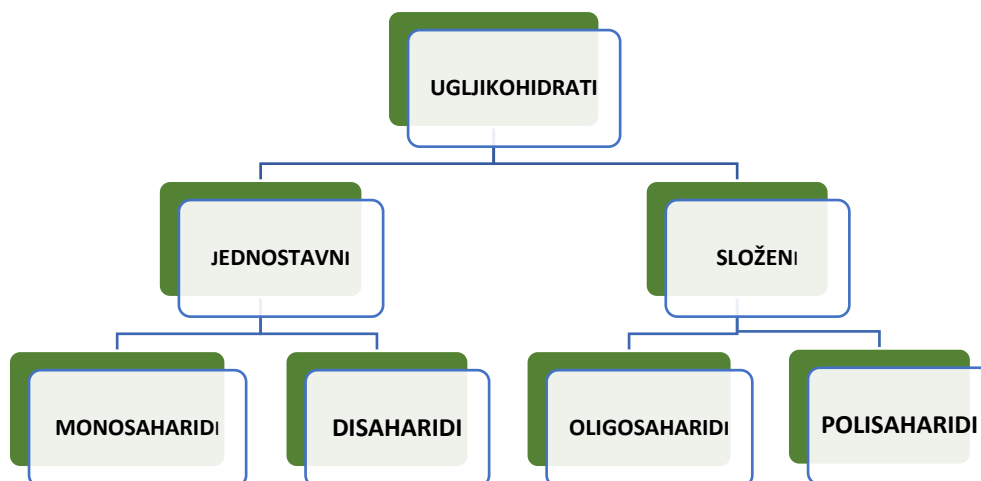 UGLJIKOHIDRATI
JEDNOSTAVNI
SLOŽENI
MONOSAHARIDI
DISAHARIDI
OLIGOSAHARIDI
POLISAHARIDI